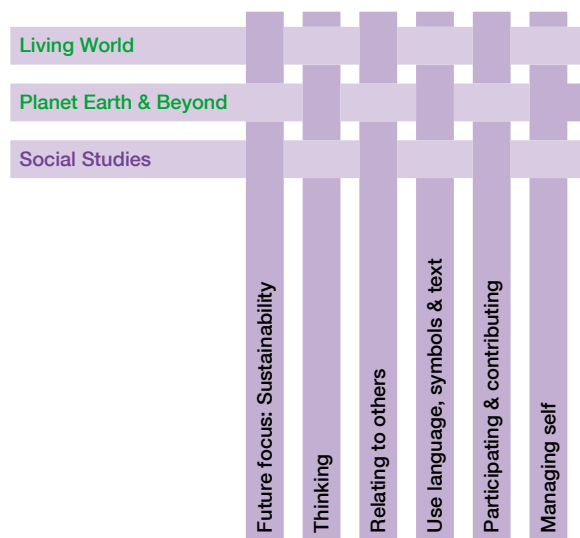 Living World
Planet Earth & Beyond
Social Studies
Future focus: Sustainability
Thinking
Relating to others
Use language, symbols & text
Participating & contributing
Managing self